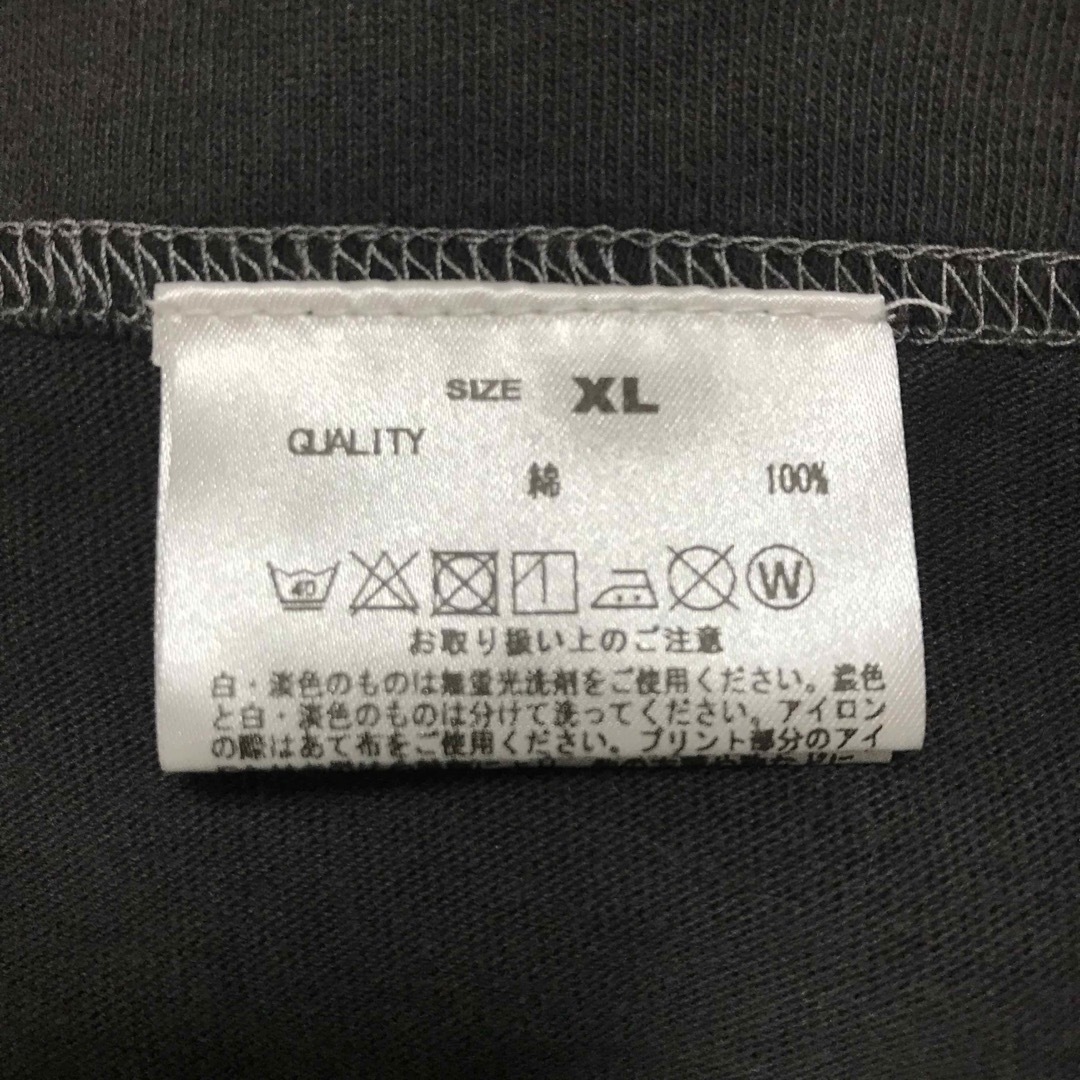 SIZE XL
QUALITY
綿 100%
40
W
お取り扱い上のご注意
白・淡色のものは無蛍光洗剤をご使用ください。濃色
と白・淡色のものは分けて洗ってください。アイロン
の際はあて布をご使用ください。プリント部分のアイ